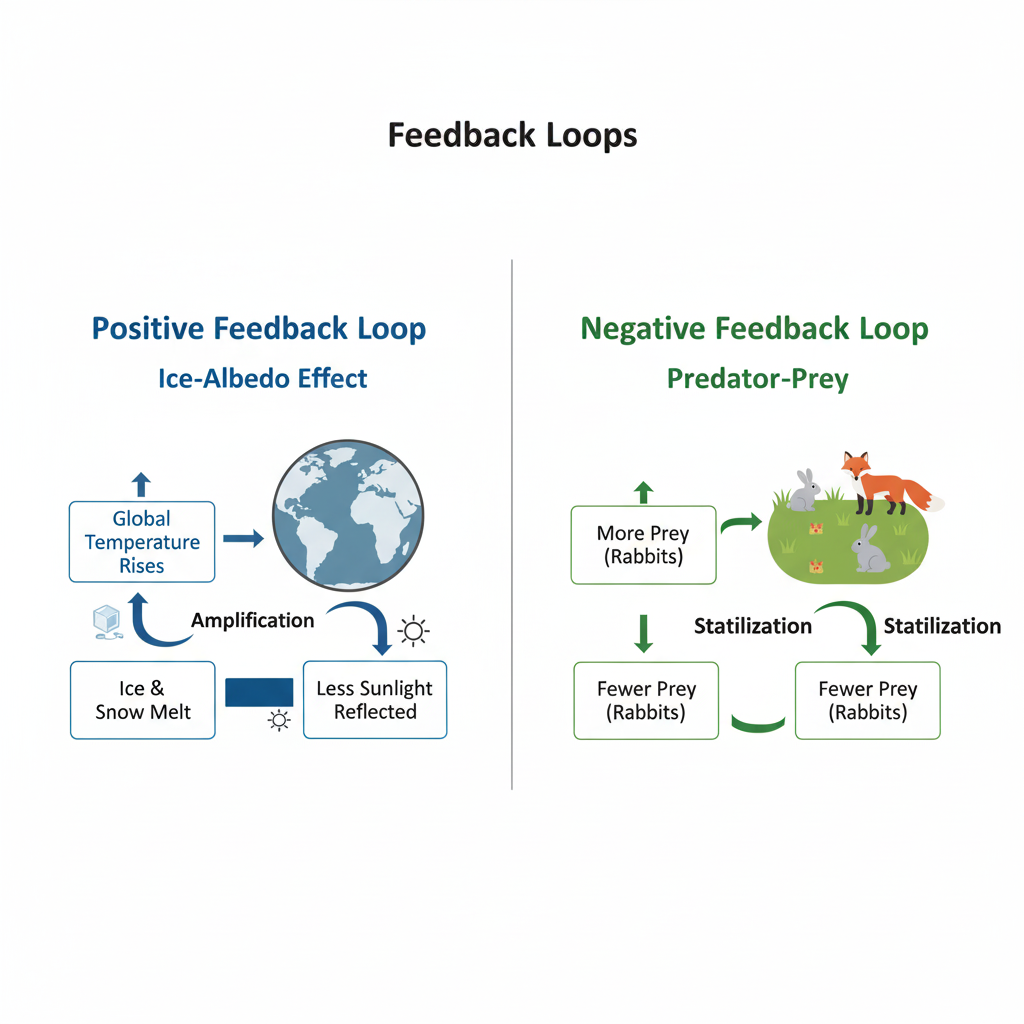 Feedback Loops
Positive Feedback Loop
Ice-Albedo Effect
Global
Temperature
Rises
Amplification
Ice &
Snow Melt
Less Sunlight
Reflected
Negative Feedback Loop
Predator-Prey
More Prey
(Rabbits)
Statilization
Statilization
Fewer Prey
(Rabbits)
Fewer Prey
(Rabbits)